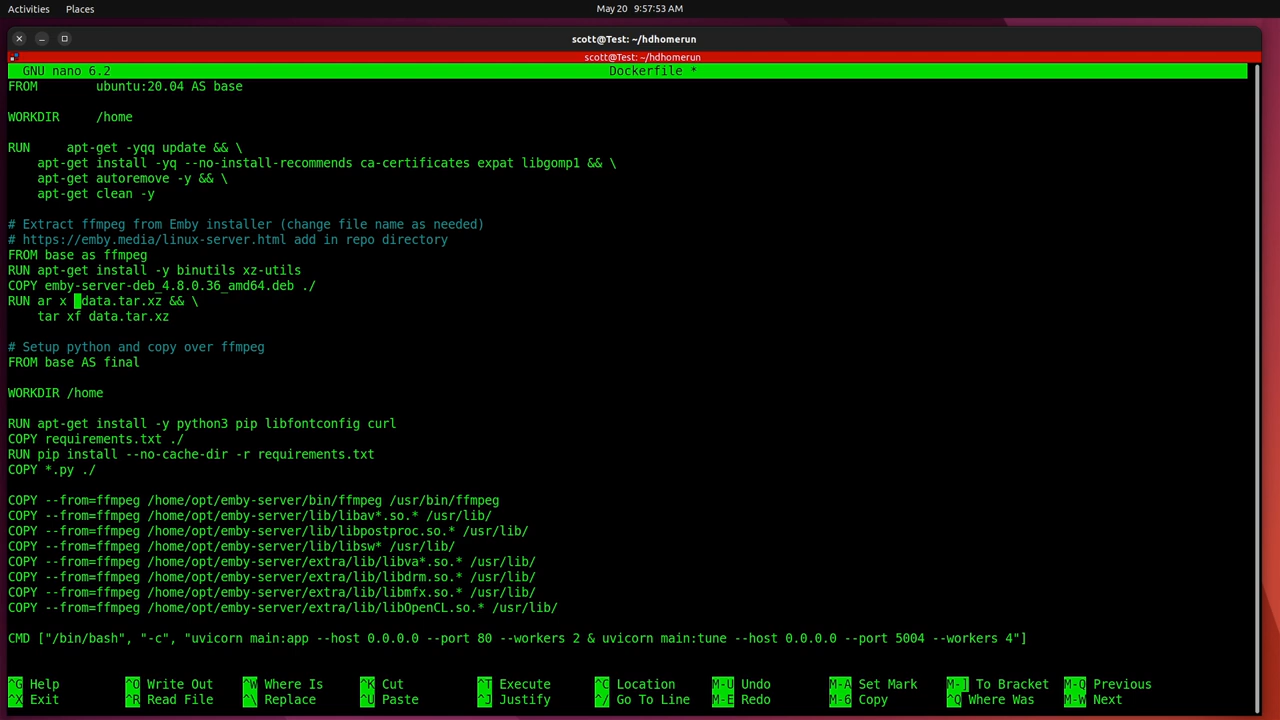 Activities Places May 20 9:57:53 AM
scott@Test: ~/hdhomerun
scott@Test: ~/hdhomerun
GNU nano 6.2 Dockerfile *
FROM ubuntu:20.04 AS base
WORKDIR /home
RUN apt-get -yqq update && \
apt-get install -yq --no-install-recommends ca-certificates expat libgomp1 && \
apt-get autoremove -y && \
apt-get clean -y
# Extract ffmpeg from Emby installer (change file name as needed)
# https://emby.media/linux-server.html add in repo directory
FROM base as ffmpeg
RUN apt-get install -y binutils xz-utils
COPY emby-server-deb_4.8.0.36_amd64.deb ./
RUN ar x data.tar.xz && \
tar xf data.tar.xz
# Setup python and copy over ffmpeg
FROM base AS final
WORKDIR /home
RUN apt-get install -y python3 pip libfontconfig curl
COPY requirements.txt ./
RUN pip install --no-cache-dir -r requirements.txt
COPY *.py ./
COPY --from=ffmpeg /home/opt/emby-server/bin/ffmpeg /usr/bin/ffmpeg
COPY --from=ffmpeg /home/opt/emby-server/lib/libav*.so.* /usr/lib/
COPY --from=ffmpeg /home/opt/emby-server/lib/libpostproc.so.* /usr/lib/
COPY --from=ffmpeg /home/opt/emby-server/lib/libsw* /usr/lib/
COPY --from=ffmpeg /home/opt/emby-server/extra/lib/libva*.so.* /usr/lib/
COPY --from=ffmpeg /home/opt/emby-server/extra/lib/libdrm.so.* /usr/lib/
COPY --from=ffmpeg /home/opt/emby-server/extra/lib/libmfx.so.* /usr/lib/
COPY --from=ffmpeg /home/opt/emby-server/extra/lib/libOpenCL.so.* /usr/lib/
CMD ["/bin/bash", "-c", "uvicorn main:app --host 0.0.0.0 --port 80 --workers 2 & uvicorn main:tune --host 0.0.0.0 --port 5004 --workers 4"]
^G Help ^O Write Out ^W Where Is ^K Cut ^T Execute ^C Location M-U Undo M-A Set Mark M-] To Bracket M-Q Previous
^X Exit ^R Read File ^\ Replace ^U Paste ^J Justify ^/ Go To Line M-E Redo M-6 Copy ^Q Where Was M-W Next